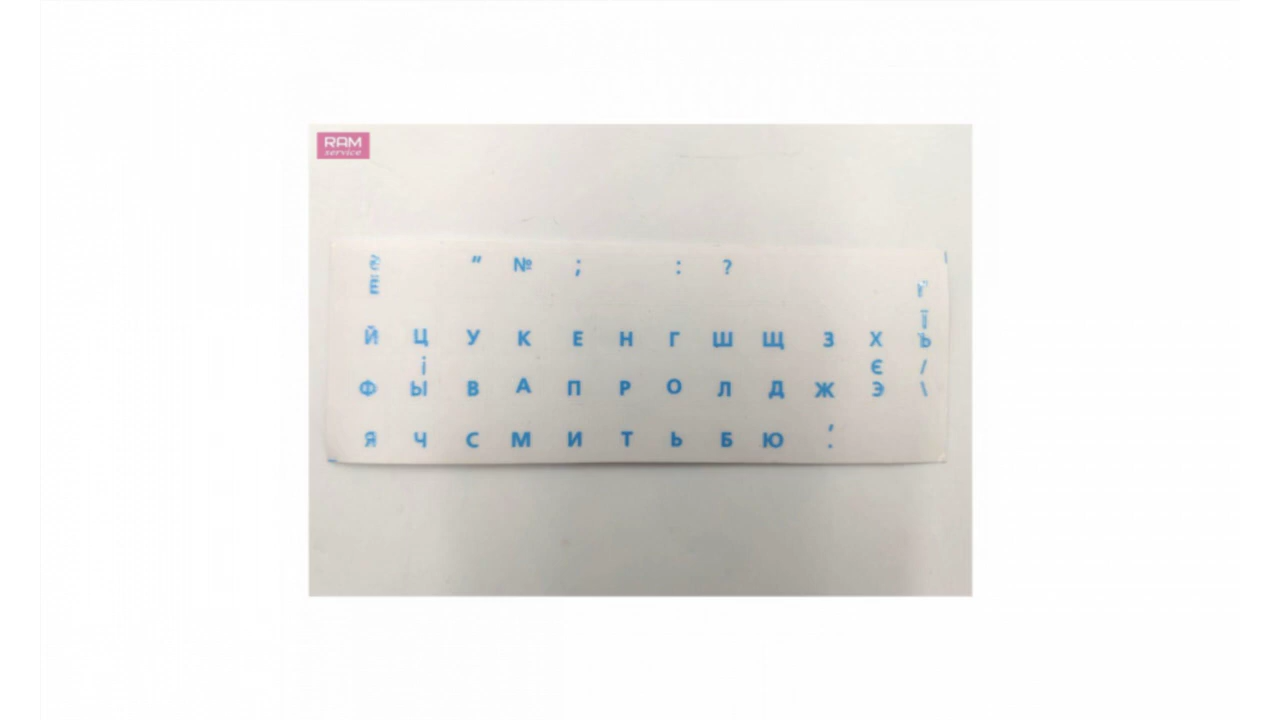 RAM
service
" № ; : ?
Ґ
Ї
Й Ц У К Е Н Г Ш Щ З Х Ъ
і Є /
Ф Ы В А П Р О Л Д Ж Э \
Я Ч С М И Т Ь Б Ю , .